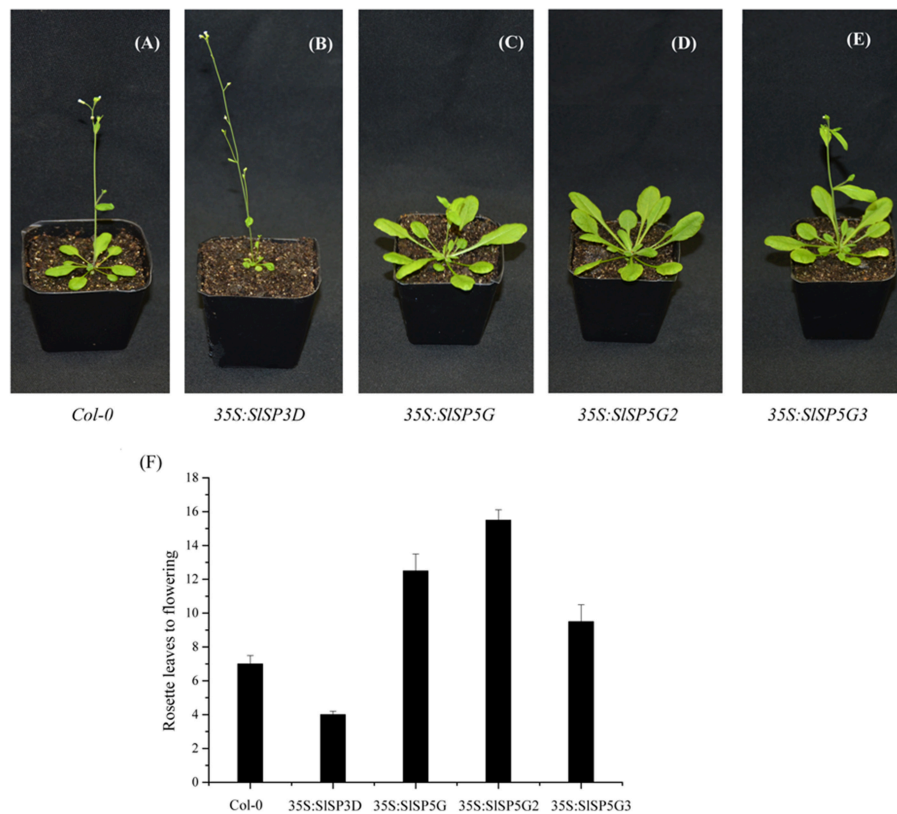 (A) (B) (C) (D) (E)
Col-0 35S:SlSP3D 35S:SlSP5G 35S:SlSP5G2 35S:SlSP5G3
(F)
18
16
14
12
10
8
6
4
2
0
Rosette leaves to flowering
Col-0 35S:SlSP3D 35S:SlSP5G 35S:SlSP5G2 35S:SlSP5G3